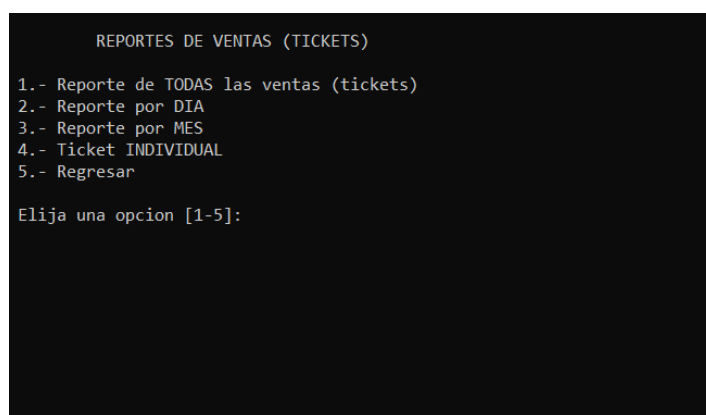 REPORTES DE VENTAS (TICKETS)
1.- Reporte de TODAS las ventas (tickets)
2.- Reporte por DIA
3.- Reporte por MES
4.- Ticket INDIVIDUAL
5.- Regresar
Elija una opcion [1-5]: